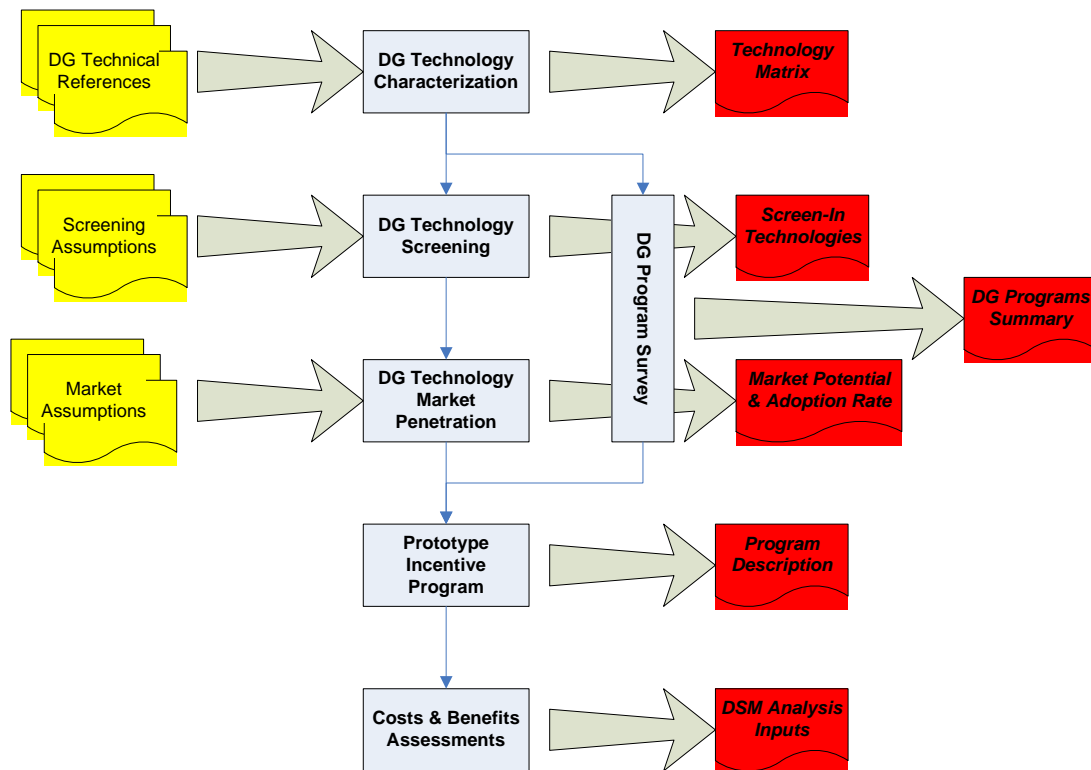 DG Technical
References
DG Technology
Characterization
Technology
Matrix
Screening
Assumptions
DG Technology
Screening
DG Program Survey
Screen-In
Technologies
DG Programs
Summary
Market
Assumptions
DG Technology
Market
Penetration
Market Potential
& Adoption Rate
Prototype
Incentive
Program
Program
Description
Costs & Benefits
Assessments
DSM Analysis
Inputs